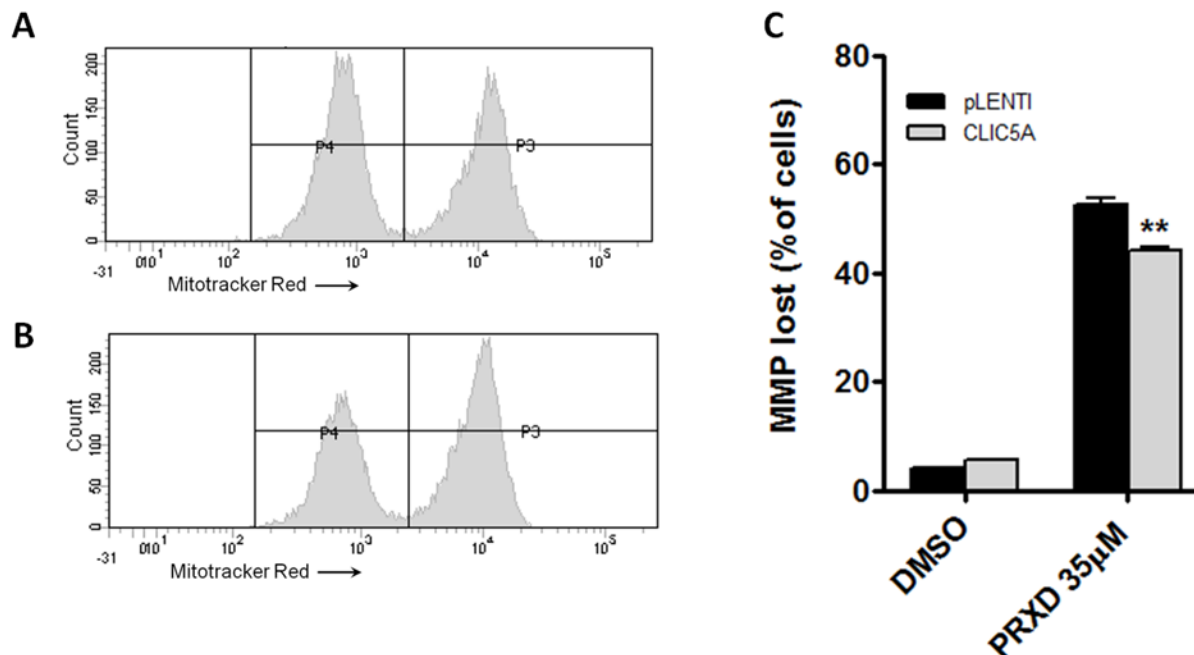 A
200
150
100
50
0
Count
P4
P3
-31
0 10¹
10²
10³
10⁴
10⁵
Mitotracker Red →
B
200
150
100
50
0
Count
P4
P3
-31
0 10¹
10²
10³
10⁴
10⁵
Mitotracker Red →
C
80
60
40
20
0
MMP lost (% of cells)
pLENTI
CLIC5A
**
DMSO
PRXD 35µM